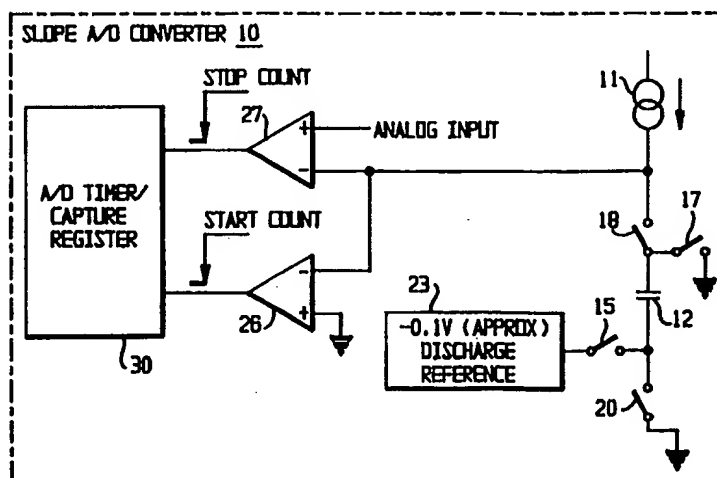 SLOPE A/D CONVERTER 10
STOP COUNT
27
+
-
ANALOG INPUT
11
A/D TIMER/
CAPTURE
REGISTER
START COUNT
18
17
-
+
26
23
-0.1V (APPROX)
DISCHARGE
REFERENCE
15
12
30
20